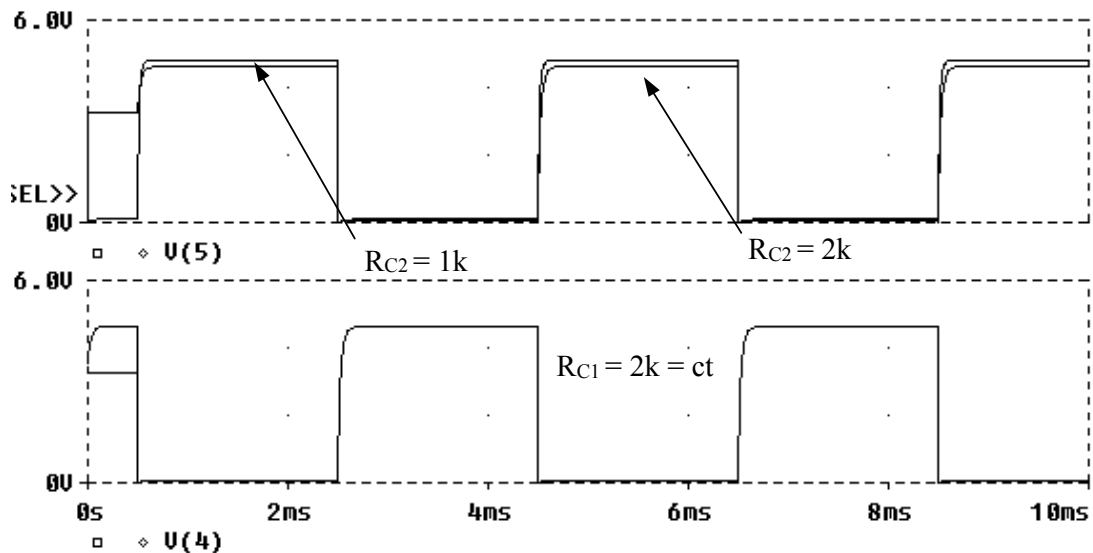 6.0V
SEL>>
0V
V(5)
RC2 = 1k
RC2 = 2k
6.0V
RC1 = 2k = ct
0V
0s 2ms 4ms 6ms 8ms 10ms
V(4)